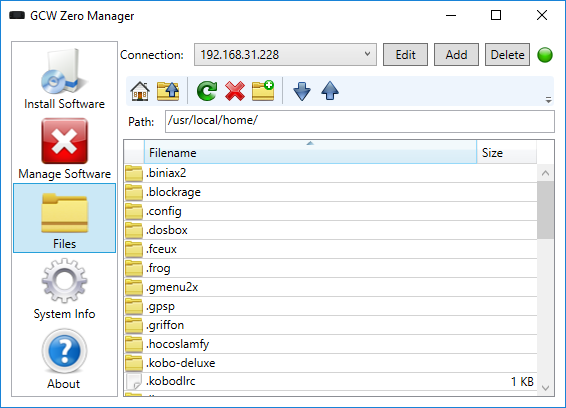 GCW Zero Manager
Connection: 192.168.31.228 Edit Add Delete
Install Software
Manage Software
Files
System Info
About
Path: /usr/local/home/
Filename Size
.biniax2
.blockrage
.config
.dosbox
.fceux
.frog
.gmenu2x
.gpsp
.griffon
.hocoslamfy
.kobo-deluxe
.kobodlrc 1 KB